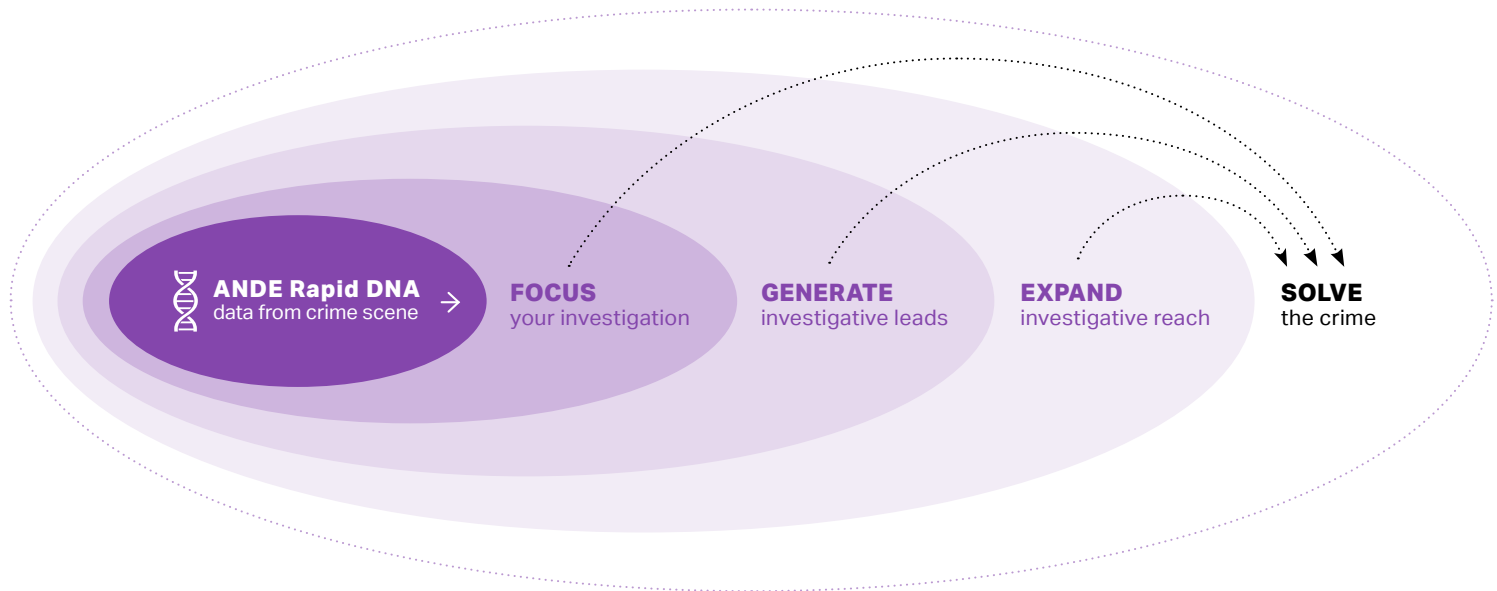 ANDE Rapid DNA
data from crime scene
FOCUS
your investigation
GENERATE
investigative leads
EXPAND
investigative reach
SOLVE
the crime